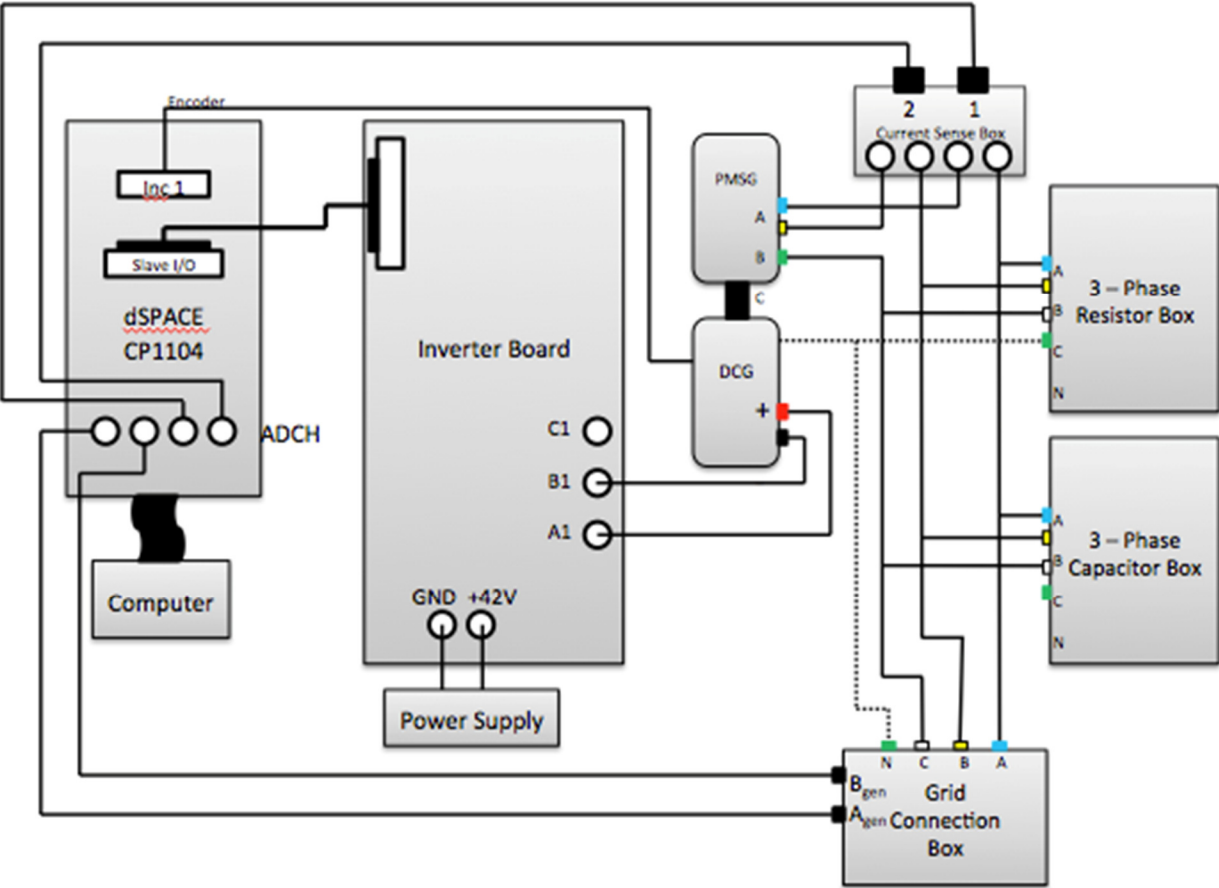 Encoder
2 1
Current Sense Box
Inc 1
Slave I/O
dSPACE
CP1104
ADCH
Computer
Inverter Board
C1
B1
A1
GND +42V
Power Supply
PMSG
A
B
C
DCG
+
A
B
C
N
3 – Phase
Resistor Box
A
B
C
N
3 – Phase
Capacitor Box
N C B A
Bgen
Agen
Grid
Connection
Box